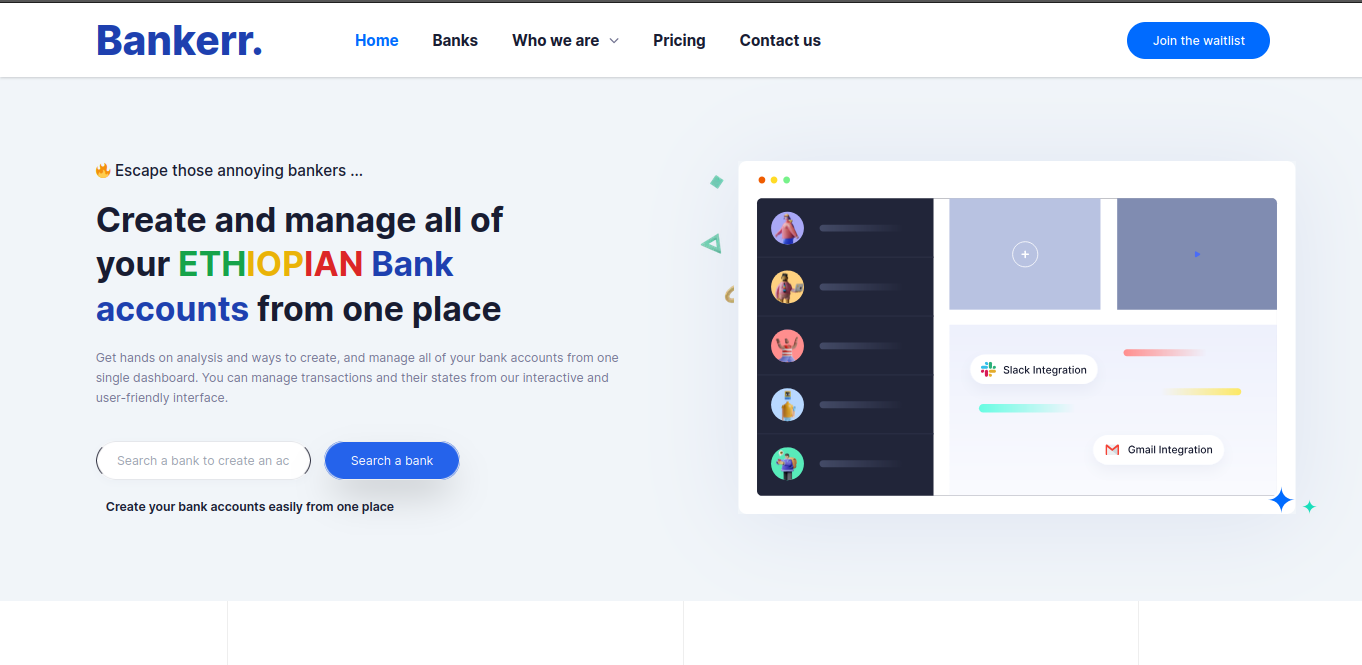 Bankerr.
Home Banks Who we are Pricing Contact us
Join the waitlist
🔥 Escape those annoying bankers ...
Create and manage all of
your ETHIOPIAN Bank
accounts from one place
Get hands on analysis and ways to create, and manage all of your bank accounts from one
single dashboard. You can manage transactions and their states from our interactive and
user-friendly interface.
Search a bank to create an ac
Search a bank
Create your bank accounts easily from one place
Slack Integration
Gmail Integration